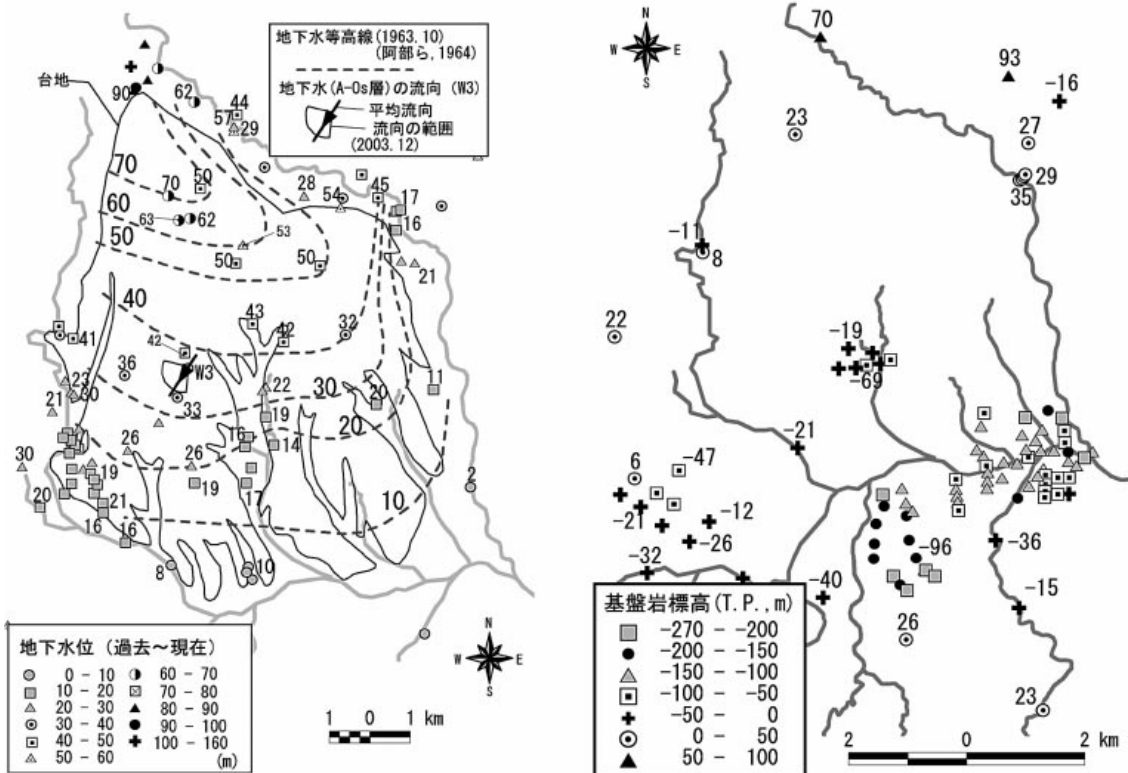 地下水等高線(1963.10)
(阿部ら,1964)
地下水(A-Os層)の流向 (W3)
平均流向
流向の範囲
(2003.12)
台地
N
W
E
S
90
62
44
57
29
70
70
50
28
54
45
17
16
60
63
62
53
50
50
50
21
40
43
42
32
41
42
36
W3
33
30
11
23
30
21
22
20
19
20
26
26
16
14
30
19
19
17
20
21
16
16
10
2
8
10
N
W
E
S
地下水位 (過去~現在)
0 - 10
10 - 20
20 - 30
30 - 40
40 - 50
50 - 60
60 - 70
70 - 80
80 - 90
90 - 100
100 - 160
(m)
1 0 1 km
70
93
-16
23
27
29
35
-11
8
22
-19
-69
-21
6
-47
-21
-12
-26
-32
-40
-96
-36
-15
26
23
基盤岩標高(T.P.,m)
-270 - -200
-200 - -150
-150 - -100
-100 - -50
-50 - 0
0 - 50
50 - 100
2 0 2
km